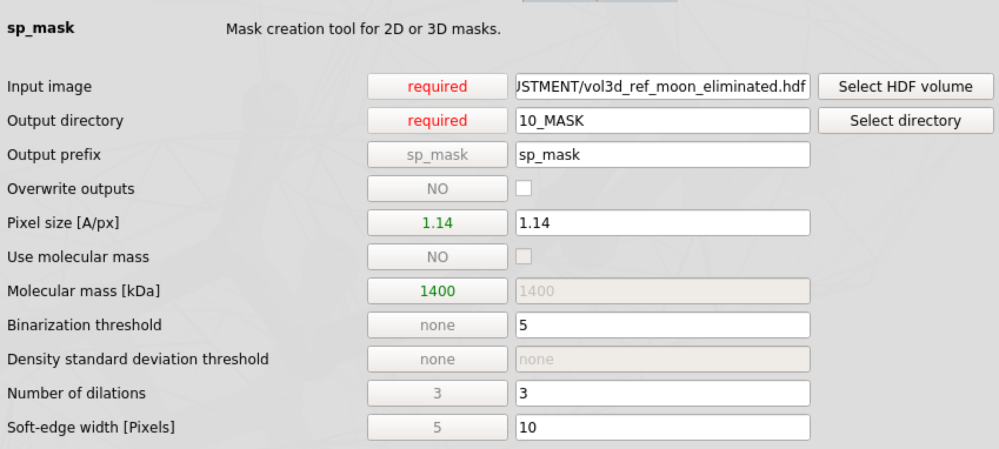 sp_mask Mask creation tool for 2D or 3D masks.
Input image required JSTMENT/vol3d_ref_moon_eliminated.hdf Select HDF volume
Output directory required 10_MASK Select directory
Output prefix sp_mask sp_mask
Overwrite outputs NO
Pixel size [A/px] 1.14 1.14
Use molecular mass NO
Molecular mass [kDa] 1400 1400
Binarization threshold none 5
Density standard deviation threshold none none
Number of dilations 3 3
Soft-edge width [Pixels] 5 10